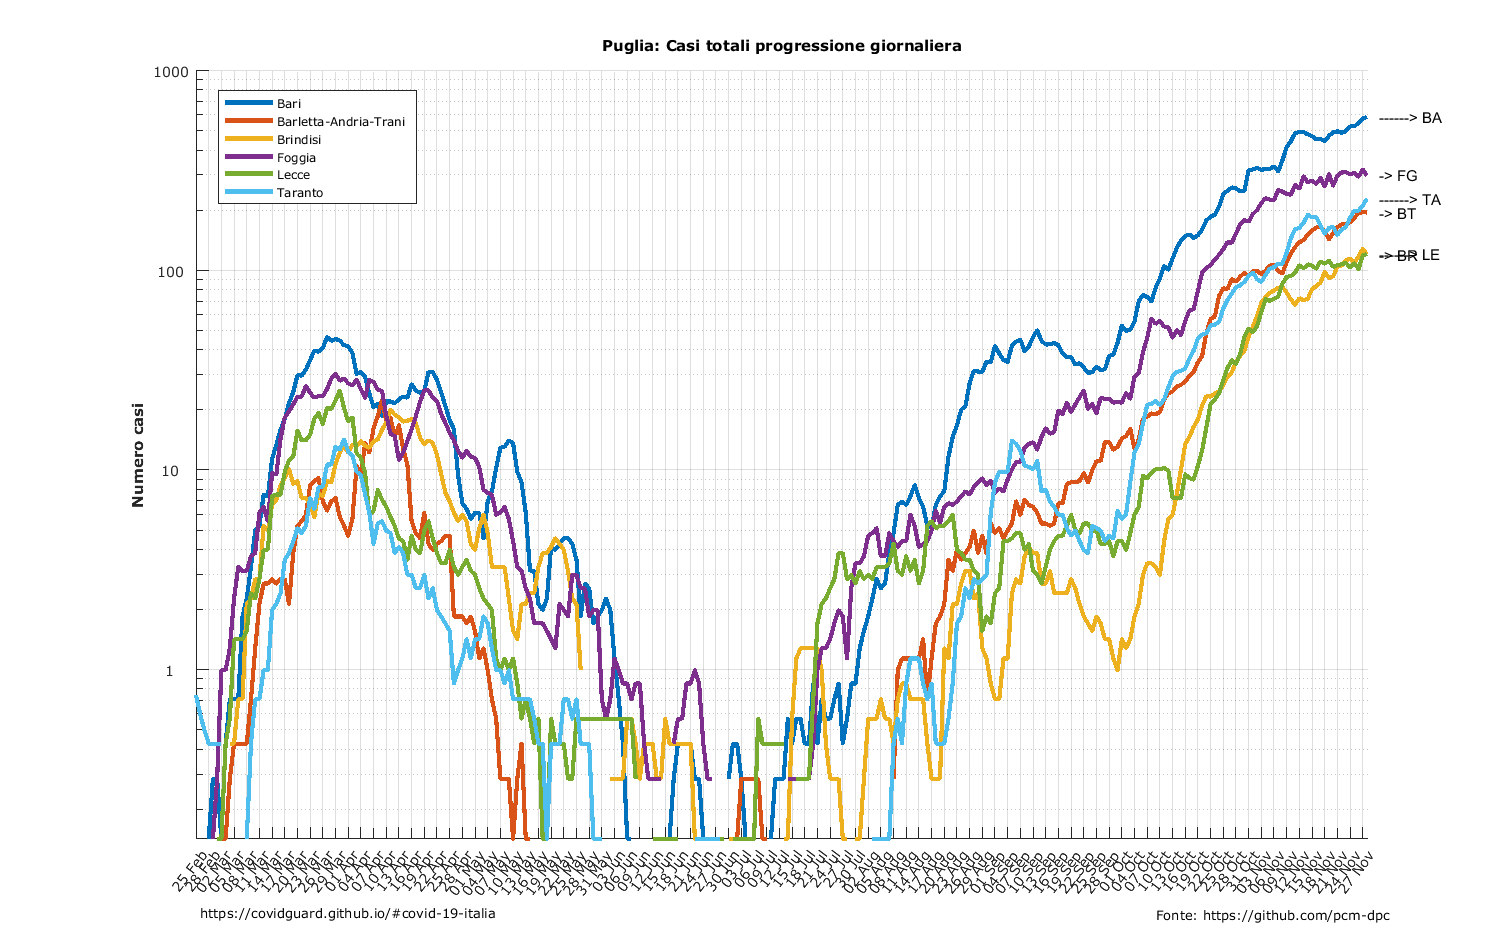 Puglia: Casi totali progressione giornaliera
Numero casi
1000
100
10
1
Bari
Barletta-Andria-Trani
Brindisi
Foggia
Lecce
Taranto
------> BA
-> FG
------> TA
-> BT
-> BR
------> LE
25 Feb
28 Feb
02 Mar
05 Mar
08 Mar
11 Mar
14 Mar
17 Mar
20 Mar
23 Mar
26 Mar
29 Mar
01 Apr
04 Apr
07 Apr
10 Apr
13 Apr
16 Apr
19 Apr
22 Apr
25 Apr
28 Apr
01 May
04 May
07 May
10 May
13 May
16 May
19 May
22 May
25 May
28 May
31 May
03 Jun
06 Jun
09 Jun
12 Jun
15 Jun
18 Jun
21 Jun
24 Jun
27 Jun
30 Jun
03 Jul
06 Jul
09 Jul
12 Jul
15 Jul
18 Jul
21 Jul
24 Jul
27 Jul
30 Jul
02 Aug
05 Aug
08 Aug
11 Aug
14 Aug
17 Aug
20 Aug
23 Aug
26 Aug
29 Aug
01 Sep
04 Sep
07 Sep
10 Sep
13 Sep
16 Sep
19 Sep
22 Sep
25 Sep
28 Sep
01 Oct
04 Oct
07 Oct
10 Oct
13 Oct
16 Oct
19 Oct
22 Oct
25 Oct
28 Oct
31 Oct
03 Nov
06 Nov
09 Nov
12 Nov
15 Nov
18 Nov
21 Nov
24 Nov
27 Nov
https://covidguard.github.io/#covid-19-italia
Fonte: https://github.com/pcm-dpc